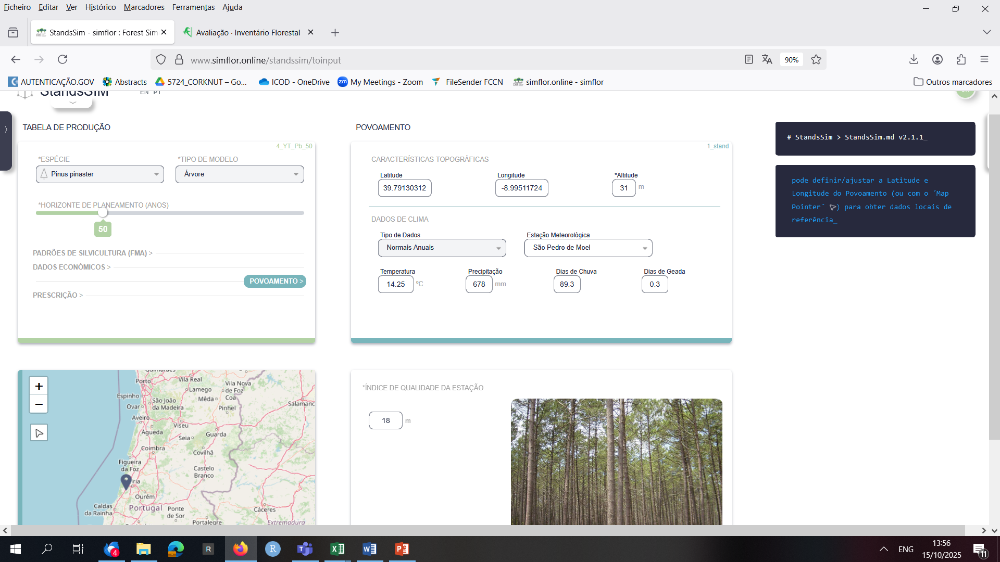 Ficheiro Editar Ver Histórico Marcadores Ferramentas Ajuda
StandsSim - simflor : Forest Sim
Avaliação · Inventário Florestal
www.simflor.online/standssim/toinput
90%
AUTENTICAÇÃO.GOV
Abstracts
5724_CORKNUT – Go...
ICOD - OneDrive
zm
My Meetings - Zoom
FileSender FCCN
simflor.online - simflor
Outros marcadores
StandsSIM
EN PT
TABELA DE PRODUÇÃO
4_YT_Pb_50
*ESPÉCIE
*TIPO DE MODELO
Pinus pinaster
Árvore
*HORIZONTE DE PLANEAMENTO (ANOS)
50
PADRÕES DE SILVICULTURA (FMA) >
DADOS ECONÓMICOS >
POVOAMENTO >
PRESCRIÇÃO >
POVOAMENTO
1_stand
CARACTERÍSTICAS TOPOGRÁFICAS
Latitude
Longitude
*Altitude
39.79130312
-8.99511724
31 m
DADOS DE CLIMA
Tipo de Dados
Estação Meteorológica
Normais Anuais
São Pedro de Moel
Temperatura
Precipitação
Dias de Chuva
Dias de Geada
14.25 ºC
678 mm
89.3
0.3
# StandsSim > StandsSim.md v2.1.1_
pode definir/ajustar a Latitude e
Longitude do Povoamento (ou com o ´Map
Pointer´ ) para obter dados locais de
referência_
+
−
Guimarães
Porto
Vila Real
Vila Nova
de Foz
Coa
Lamego
Espinho
São João
da Madeira
Mêda
Ovar
Pinhel
Salamanc
Aveiro
Viseu
Águeda
Guarda
Seia
Coimbra
Covilhã
Figueira
da Foz
Castelo
Branco
iria
Ourém
Caldas
da Rainha
Portugal
Ponte
de Sor
Cáceres
Portalegre
Extremadura
*ÍNDICE DE QUALIDADE DA ESTAÇÃO
18 m
4
R
R
ENG
13:56
15/10/2025
11